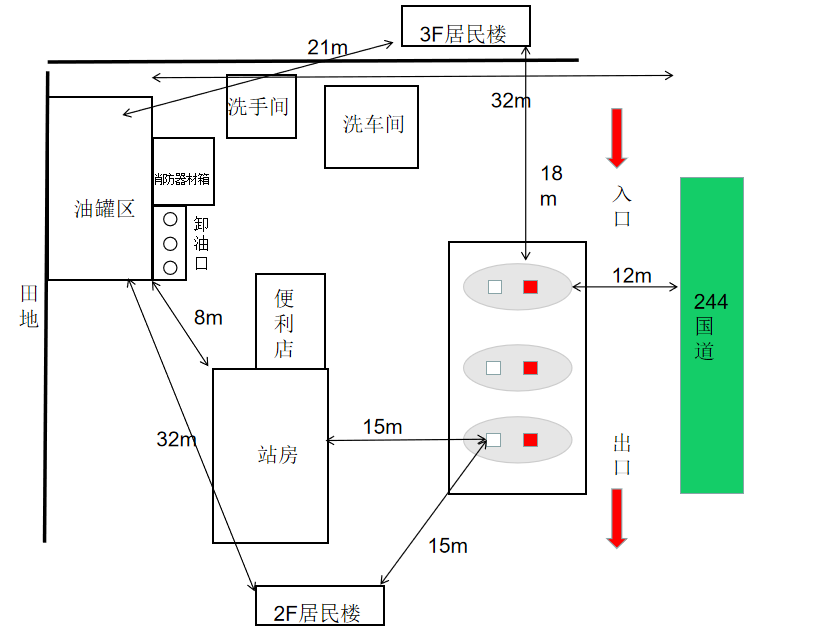 3F居民楼
21m
32m
洗手间
洗车间
消防器材箱
18
m
入
口
油罐区
卸
油
口
田
地
8m
便
利
店
12m
244
国
道
32m
15m
站房
出
口
15m
2F居民楼